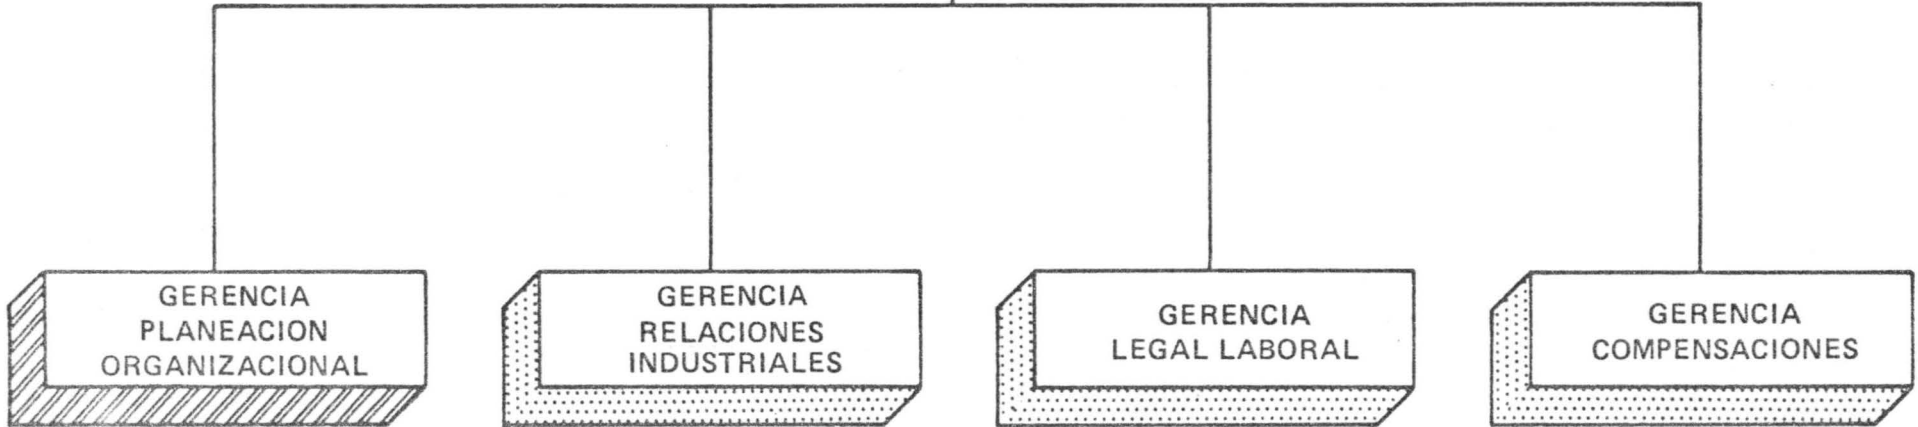 GERENCIA
PLANEACION
ORGANIZACIONAL
GERENCIA
RELACIONES
INDUSTRIALES
GERENCIA
LEGAL LABORAL
GERENCIA
COMPENSACIONES